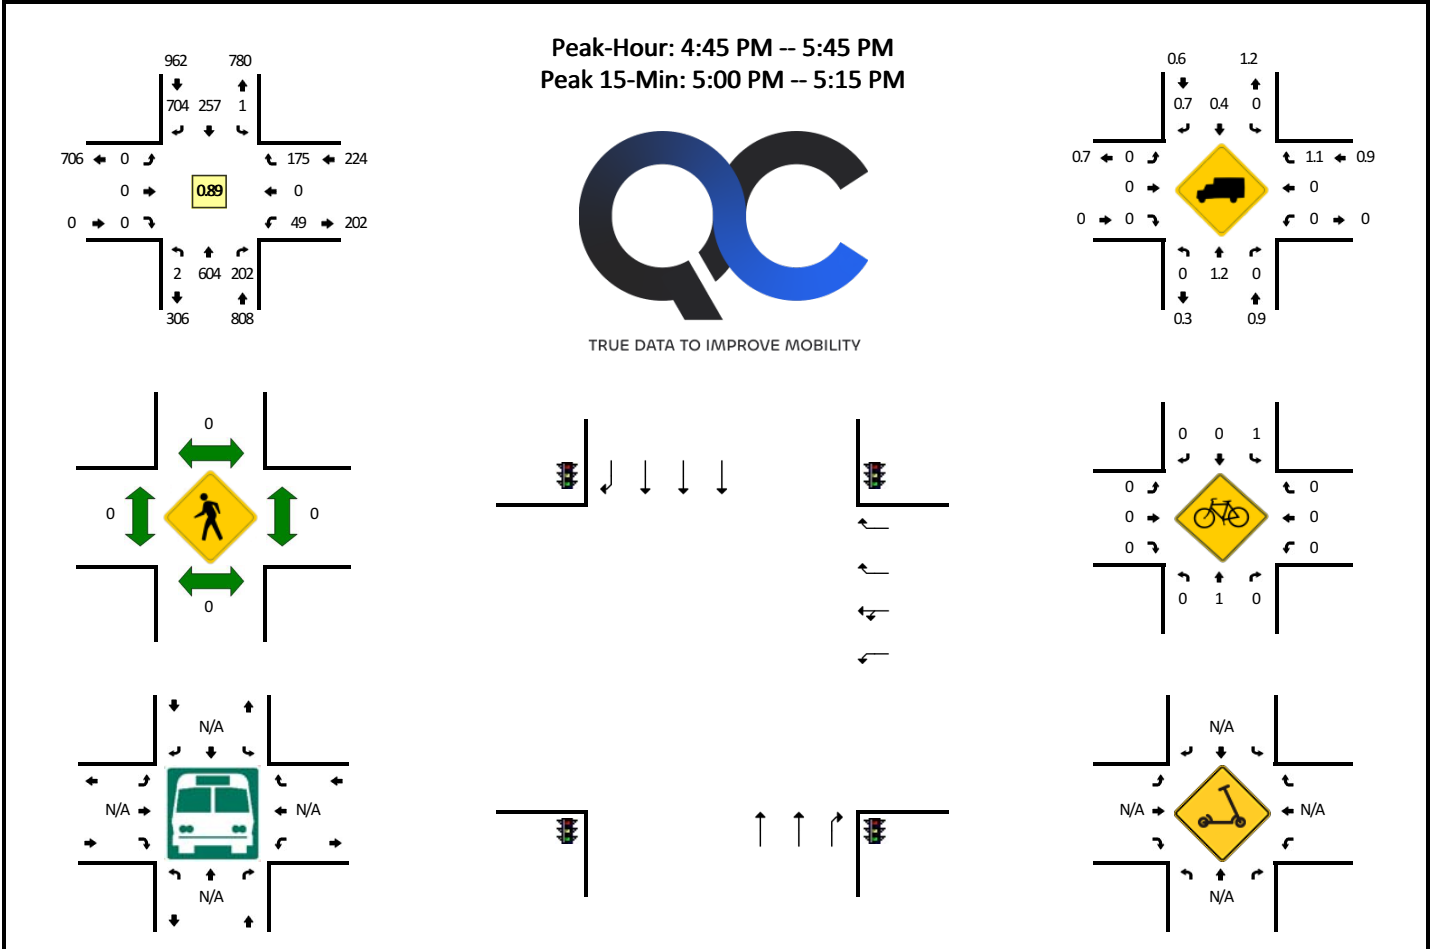 Peak-Hour: 4:45 PM -- 5:45 PM
Peak 15-Min: 5:00 PM -- 5:15 PM
962 780
704 257 1
706 0 175 224
0 0.89 0
0 0 49 202
2 604 202
306 808
QC
TRUE DATA TO IMPROVE MOBILITY
0.6 1.2
0.7 0.4 0
0.7 0 1.1 0.9
0 0
0 0 0 0
0 1.2 0
0.3 0.9
0
0 0
0
0 0 1
0 0
0 0
0 0
0 1 0
N/A
N/A N/A
N/A
N/A
N/A N/A
N/A